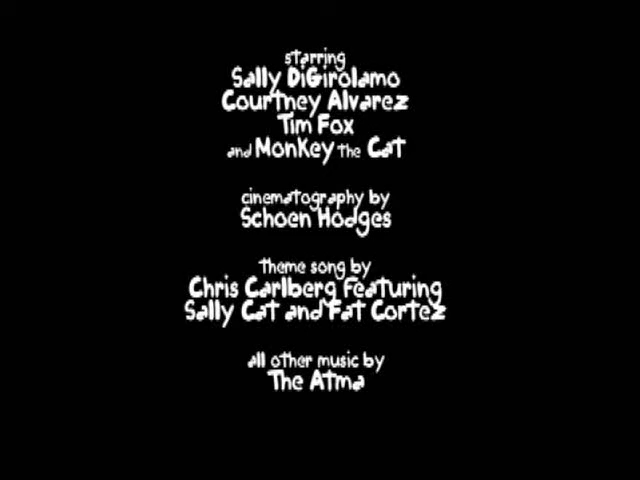 starring
Sally DiGirolamo
Courtney Alvarez
Tim Fox
and Monkey the Cat
cinematography by
Schoen Hodges
theme song by
Chris Carlberg Featuring
Sally Cat and Fat Cortez
all other music by
The Atma